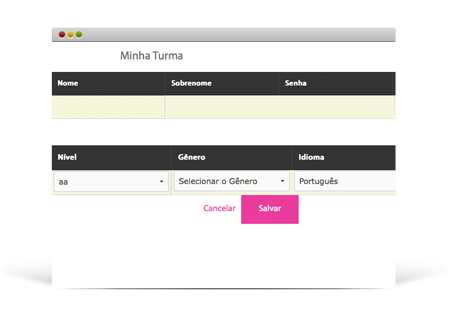 Minha Turma
Nome Sobrenome Senha
Nível Gênero Idioma
aa Selecionar o Gênero Português
Cancelar Salvar